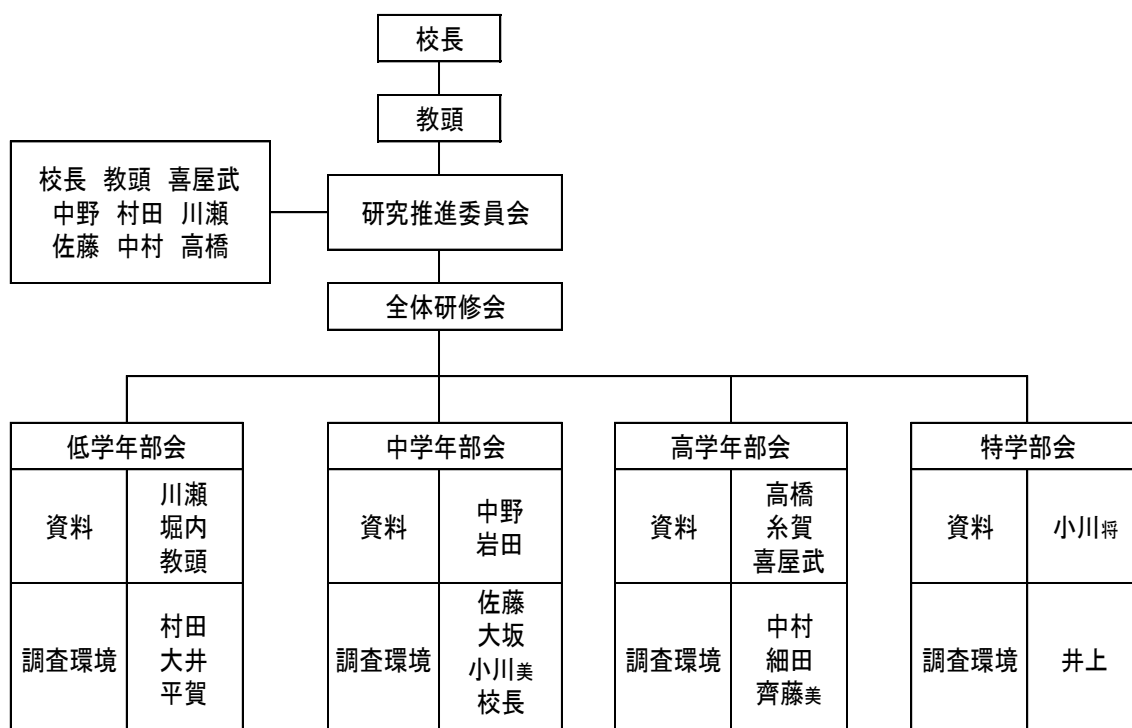 校長
教頭
校長 教頭 喜屋武
中野 村田 川瀬
佐藤 中村 高橋
研究推進委員会
全体研修会
低学年部会
資料
川瀬
堀内
教頭
調査環境
村田
大井
平賀
中学年部会
資料
中野
岩田
調査環境
佐藤
大坂
小川美
校長
高学年部会
資料
高橋
糸賀
喜屋武
調査環境
中村
細田
齊藤美
特学部会
資料
小川将
調査環境
井上